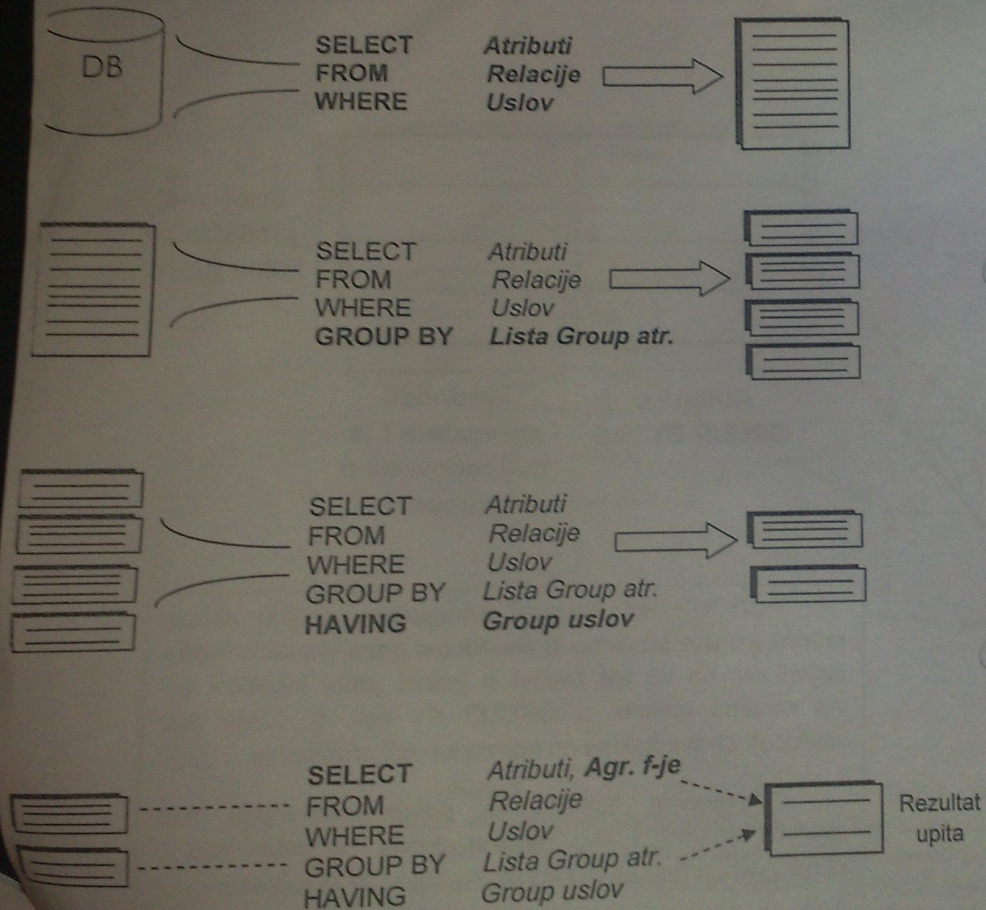 DB
SELECT Atributi
FROM Relacije
WHERE Uslov
SELECT Atributi
FROM Relacije
WHERE Uslov
GROUP BY Lista Group atr.
SELECT Atributi
FROM Relacije
WHERE Uslov
GROUP BY Lista Group atr.
HAVING Group uslov
SELECT Atributi, Agr. f-je
FROM Relacije
WHERE Uslov
GROUP BY Lista Group atr.
HAVING Group uslov
Rezultat
upita